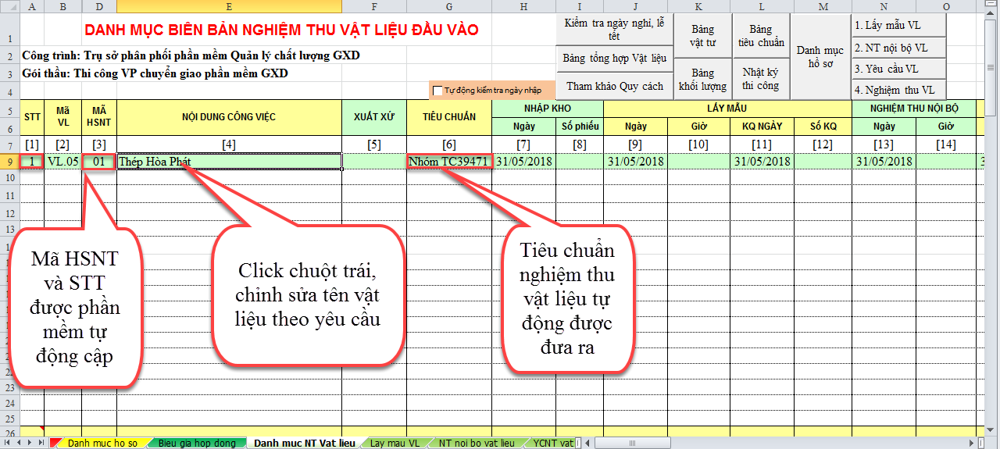 A B D E F G H I J K L M N O
1 DANH MỤC BIÊN BẢN NGHIỆM THU VẬT LIỆU ĐẦU VÀO
2 Công trình: Trụ sở phân phối phần mềm Quản lý chất lượng GXD
3 Gói thầu: Thi công VP chuyển giao phần mềm GXD
4 Tự động kiểm tra ngày nhập
Kiểm tra ngày nghỉ, lễ
tết
Bảng tổng hợp Vật liệu
Tham khảo Quy cách
Bảng
vật tư
Bảng
khối lượng
Bảng
tiêu chuẩn
Nhật ký
thi công
Danh mục
hồ sơ
1. Lấy mẫu VL
2. NT nội bộ VL
3. Yêu cầu VL
4. Nghiệm thu VL
5 STT Mã VL MÃ HSNT NỘI DUNG CÔNG VIỆC XUẤT XỨ TIÊU CHUẨN NHẬP KHO LẤY MẪU NGHIỆM THU NỘI BỘ
6 Ngày Số phiếu Ngày Giờ KQ NGÀY Số KQ Ngày Giờ
7 [1] [2] [3] [4] [5] [6] [7] [8] [9] [10] [11] [12] [13] [14]
9 1 VL.05 01 Thép Hòa Phát Nhóm TC39471 31/05/2018 31/05/2018 31/05/2018 31/05/2018
10
11
12
13
Mã HSNT
và STT
được phần
mềm tự
động cập
Click chuột trái,
chỉnh sửa tên vật
liệu theo yêu cầu
Tiêu chuẩn
nghiệm thu
vật liệu tự
động được
đưa ra
23
24
25
26
Danh muc ho so Bieu gia hop dong Danh muc NT Vat lieu Lay mau VL NT noi bo vat lieu YCNT vat